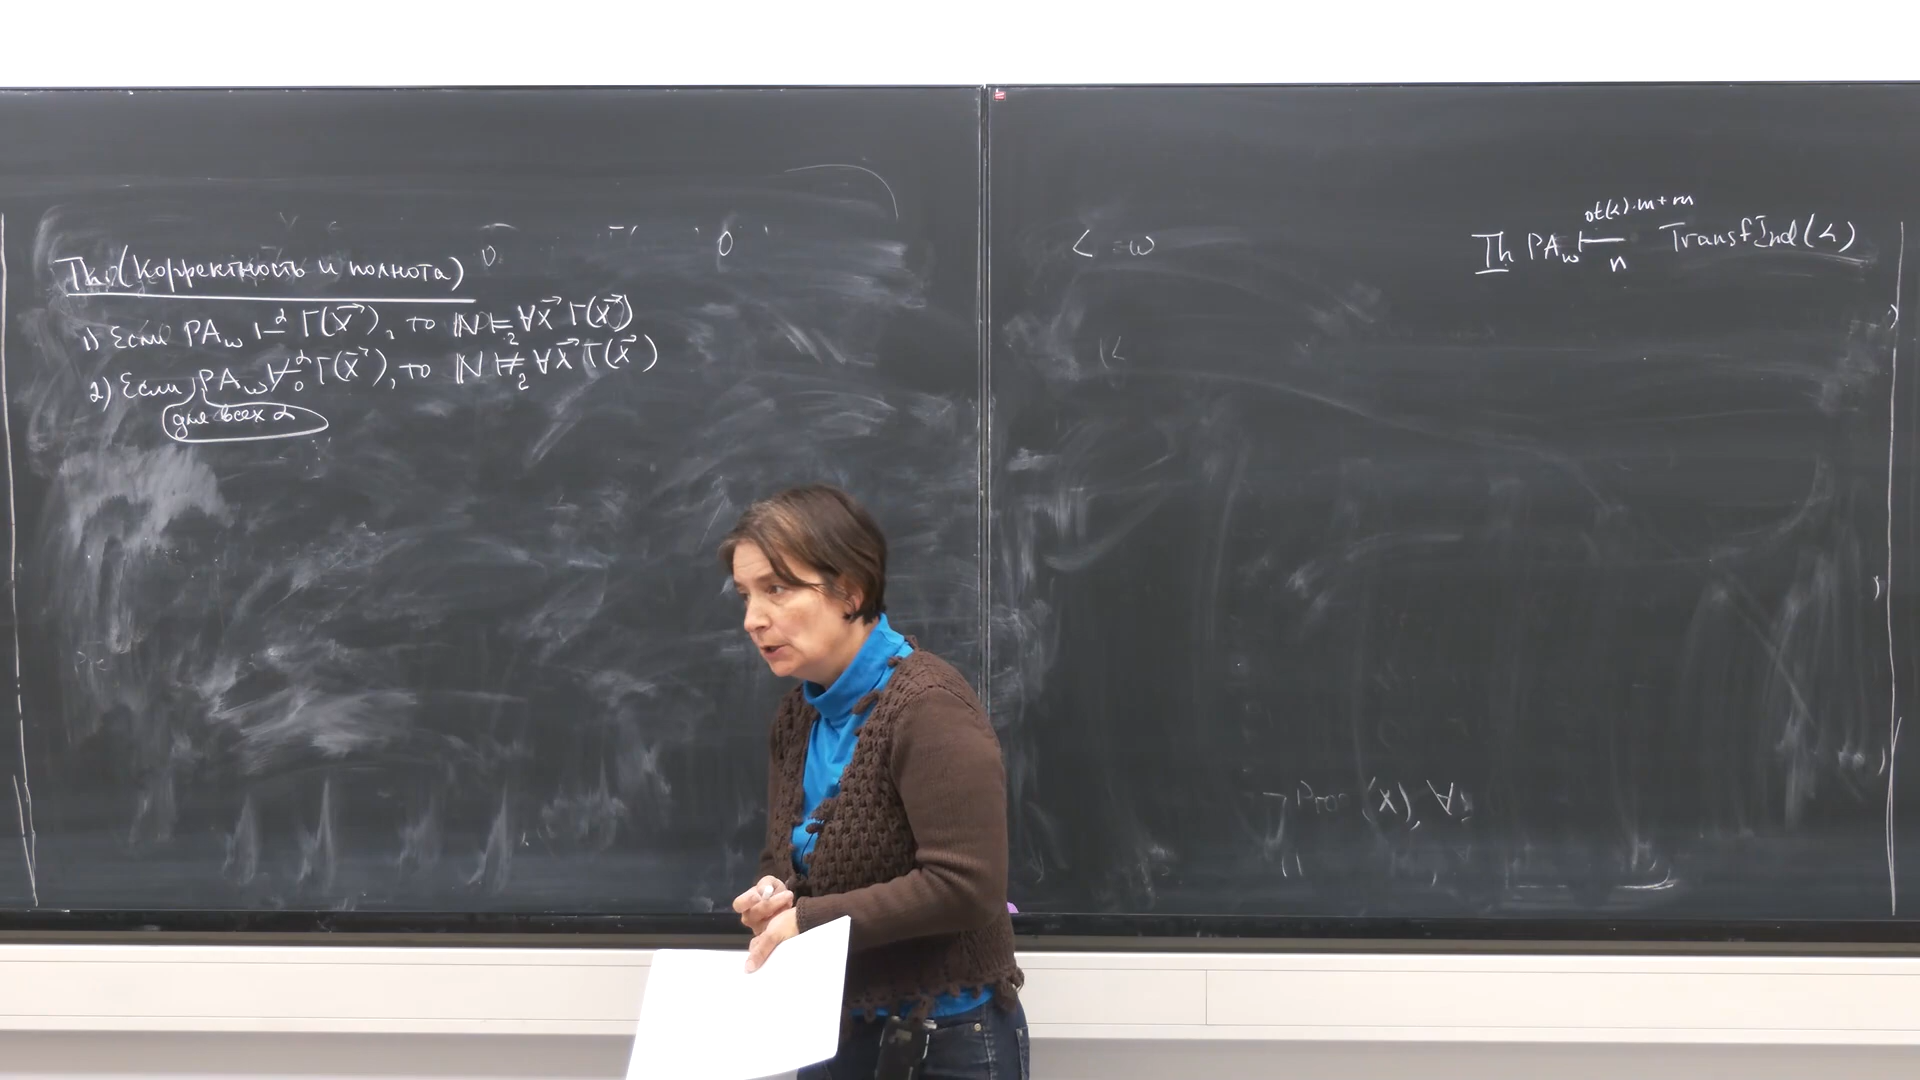 Th (Корректность и полнота)
1) Если PA_ω ⊢^α Γ(x⃗), то ℕ ⊨_2 ∀x⃗ Γ(x⃗)
2) Если PA_ω ⊬^α_0 Γ(x⃗), то ℕ ⊭_2 ∀x⃗ Γ(x⃗)
для всех α
< ω
Th PA_ω ⊢^{ot(<)·m+m}_n TransfInd(<)
¬Prog (x), ∀